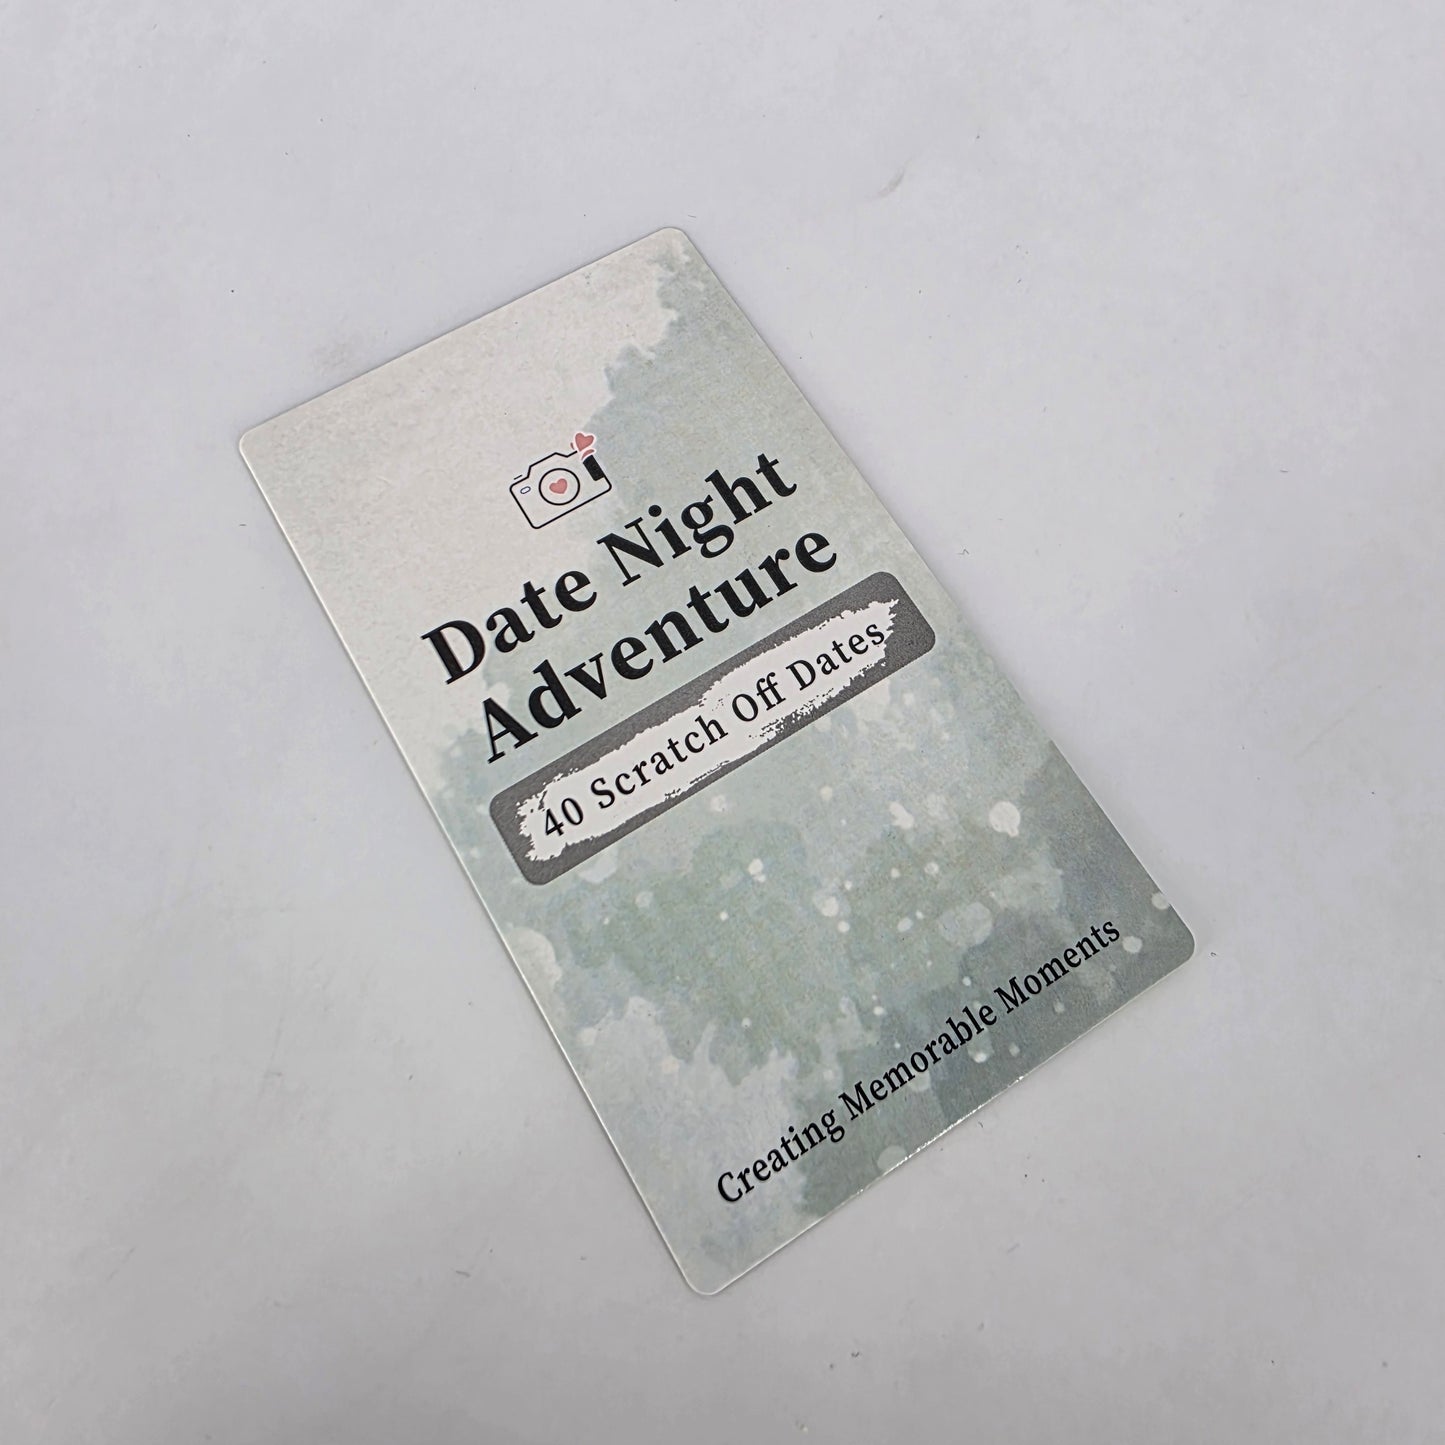 Date Night
Adventure
40 Scratch Off Dates
Creating Memorable Moments